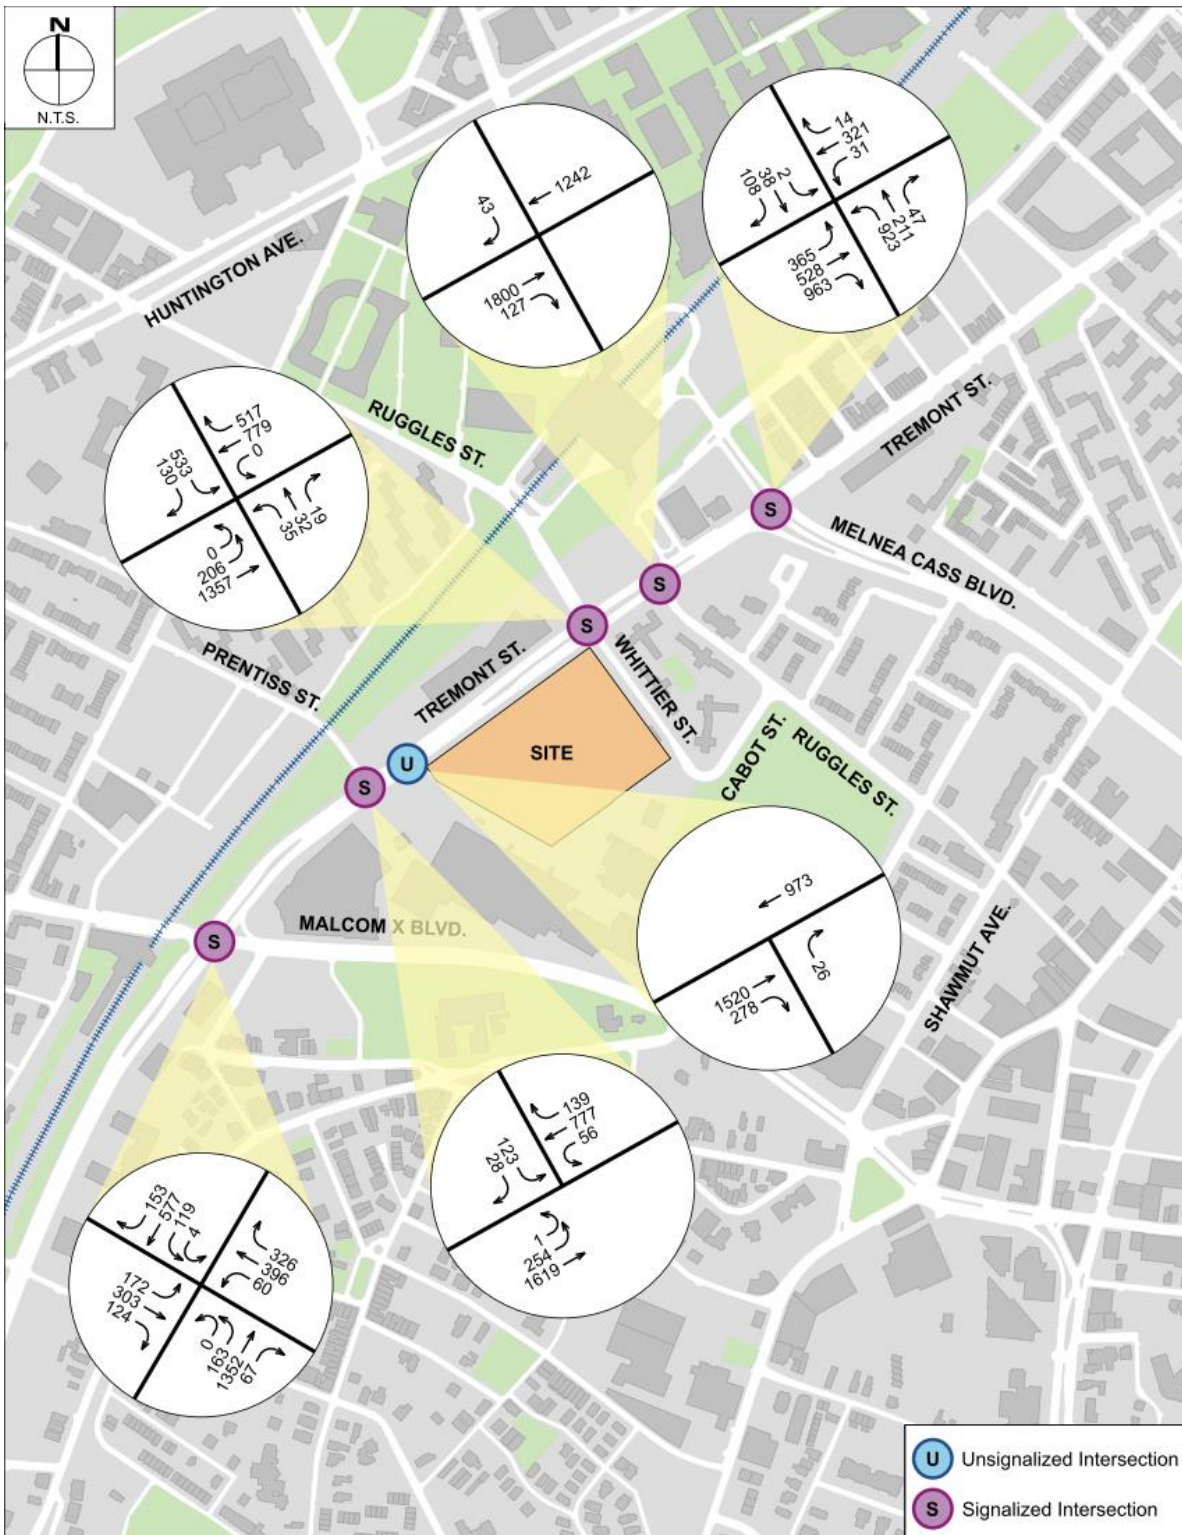 N
N.T.S.
14
321
31
2
38
108
47
211
923
365
528
963
1242
43
1800
127
HUNTINGTON AVE.
RUGGLES ST.
TREMONT ST.
MELNEA CASS BLVD.
517
779
0
533
130
19
32
35
0
206
1357
S
S
S
PRENTISS ST.
TREMONT ST.
WHITTIER ST.
SITE
U
S
CABOT ST.
RUGGLES ST.
973
26
1520
278
MALCOM X BLVD.
S
SHAWMUT AVE.
139
777
56
123
28
1
254
1619
153
577
119
4
326
396
60
172
303
124
0
163
1352
67
U Unsignalized Intersection
S Signalized Intersection